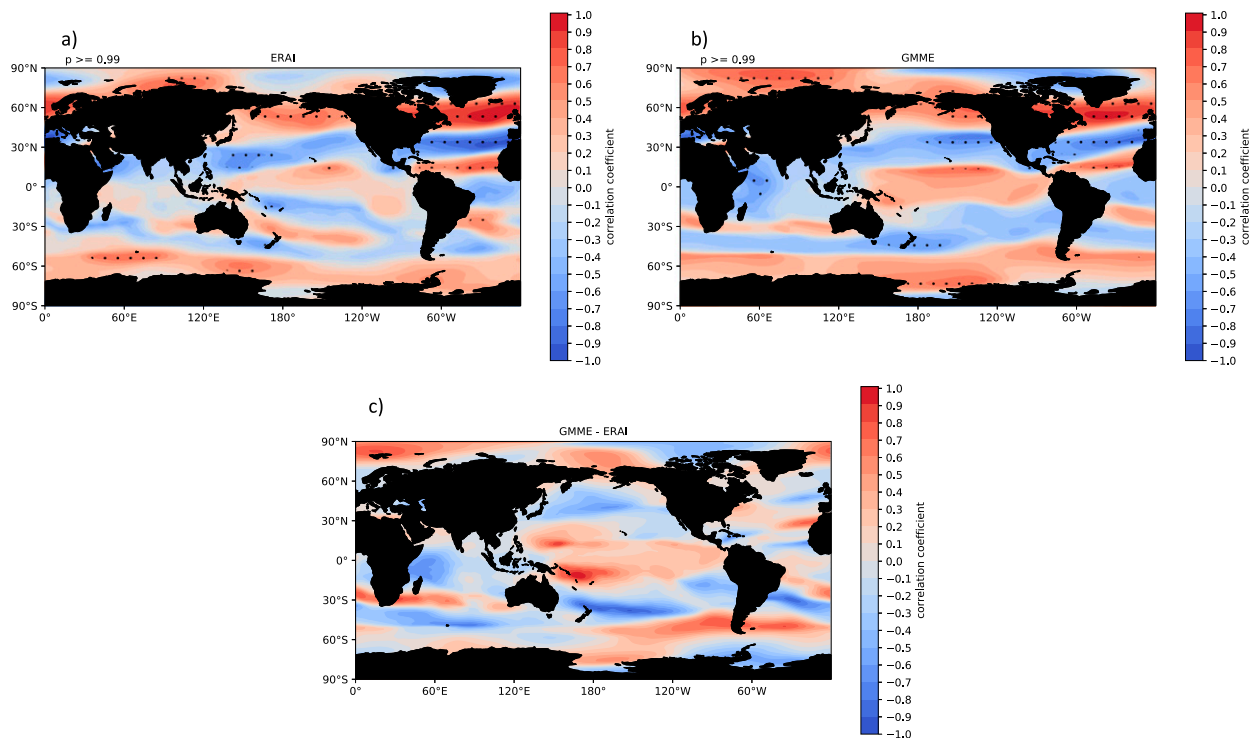 a)
p >= 0.99
ERAI
90°N
60°N
30°N
0°
30°S
60°S
90°S
0°
60°E
120°E
180°
120°W
60°W
1.0
0.9
0.8
0.7
0.6
0.5
0.4
0.3
0.2
0.1
0.0
−0.1
−0.2
−0.3
−0.4
−0.5
−0.6
−0.7
−0.8
−0.9
−1.0
correlation coefficient
b)
p >= 0.99
GMME
90°N
60°N
30°N
0°
30°S
60°S
90°S
0°
60°E
120°E
180°
120°W
60°W
1.0
0.9
0.8
0.7
0.6
0.5
0.4
0.3
0.2
0.1
0.0
−0.1
−0.2
−0.3
−0.4
−0.5
−0.6
−0.7
−0.8
−0.9
−1.0
correlation coefficient
c)
GMME - ERAI
90°N
60°N
30°N
0°
30°S
60°S
90°S
0°
60°E
120°E
180°
120°W
60°W
1.0
0.9
0.8
0.7
0.6
0.5
0.4
0.3
0.2
0.1
0.0
−0.1
−0.2
−0.3
−0.4
−0.5
−0.6
−0.7
−0.8
−0.9
−1.0
correlation coefficient